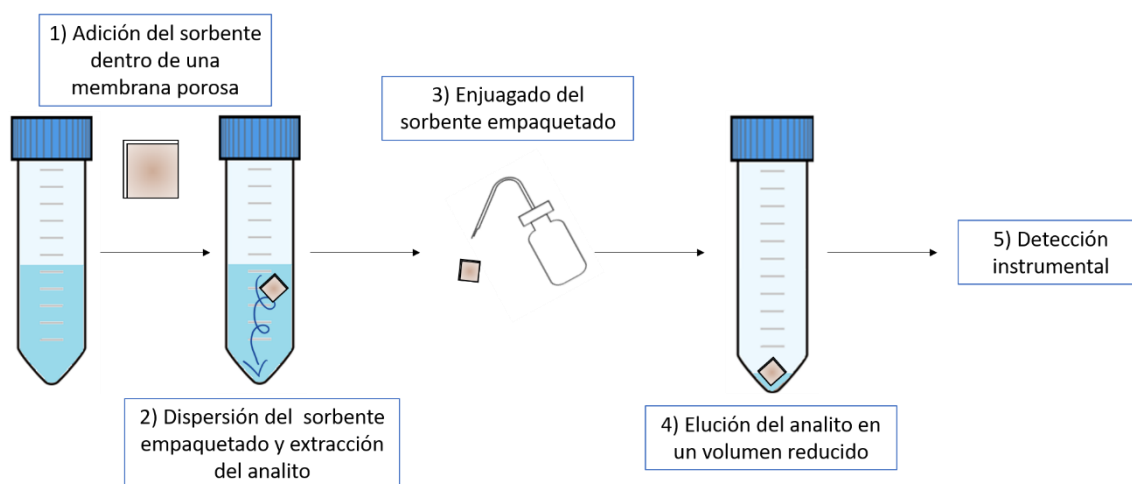 1) Adición del sorbente
dentro de una
membrana porosa
2) Dispersión del sorbente
empaquetado y extracción
del analito
3) Enjuagado del
sorbente empaquetado
4) Elución del analito en
un volumen reducido
5) Detección
instrumental